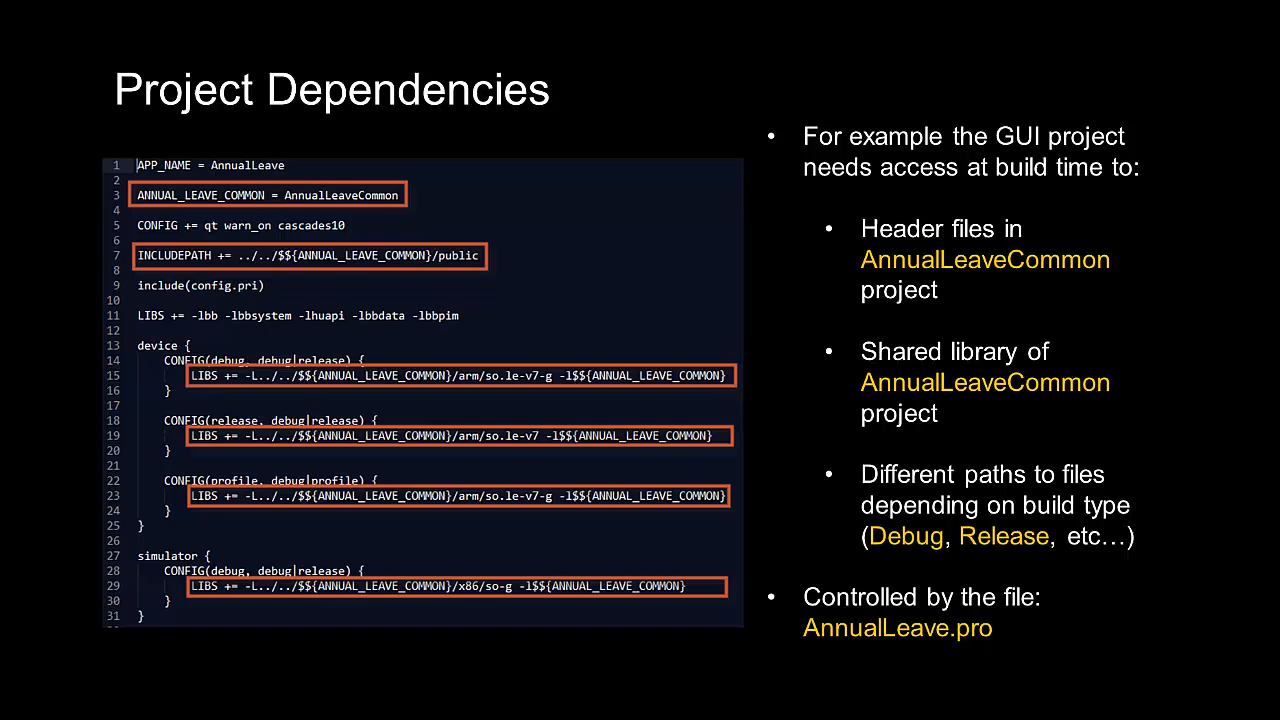 Project Dependencies
1 APP_NAME = AnnualLeave
2
3 ANNUAL_LEAVE_COMMON = AnnualLeaveCommon
4
5 CONFIG += qt warn_on cascades10
6
7 INCLUDEPATH += ../../$${ANNUAL_LEAVE_COMMON}/public
8
9 include(config.pri)
10
11 LIBS += -lbb -lbbsystem -lhuapi -lbbdata -lbbpim
12
13 device {
14 CONFIG(debug, debug|release) {
15 LIBS += -L../../$${ANNUAL_LEAVE_COMMON}/arm/so.le-v7-g -l$${ANNUAL_LEAVE_COMMON}
16 }
17
18 CONFIG(release, debug|release) {
19 LIBS += -L../../$${ANNUAL_LEAVE_COMMON}/arm/so.le-v7 -l$${ANNUAL_LEAVE_COMMON}
20 }
21
22 CONFIG(profile, debug|profile) {
23 LIBS += -L../../$${ANNUAL_LEAVE_COMMON}/arm/so.le-v7-g -l$${ANNUAL_LEAVE_COMMON}
24 }
25 }
26
27 simulator {
28 CONFIG(debug, debug|release) {
29 LIBS += -L../../$${ANNUAL_LEAVE_COMMON}/x86/so-g -l$${ANNUAL_LEAVE_COMMON}
30 }
31 }
• For example the GUI project
needs access at build time to:
• Header files in
AnnualLeaveCommon
project
• Shared library of
AnnualLeaveCommon
project
• Different paths to files
depending on build type
(Debug, Release, etc…)
• Controlled by the file:
AnnualLeave.pro